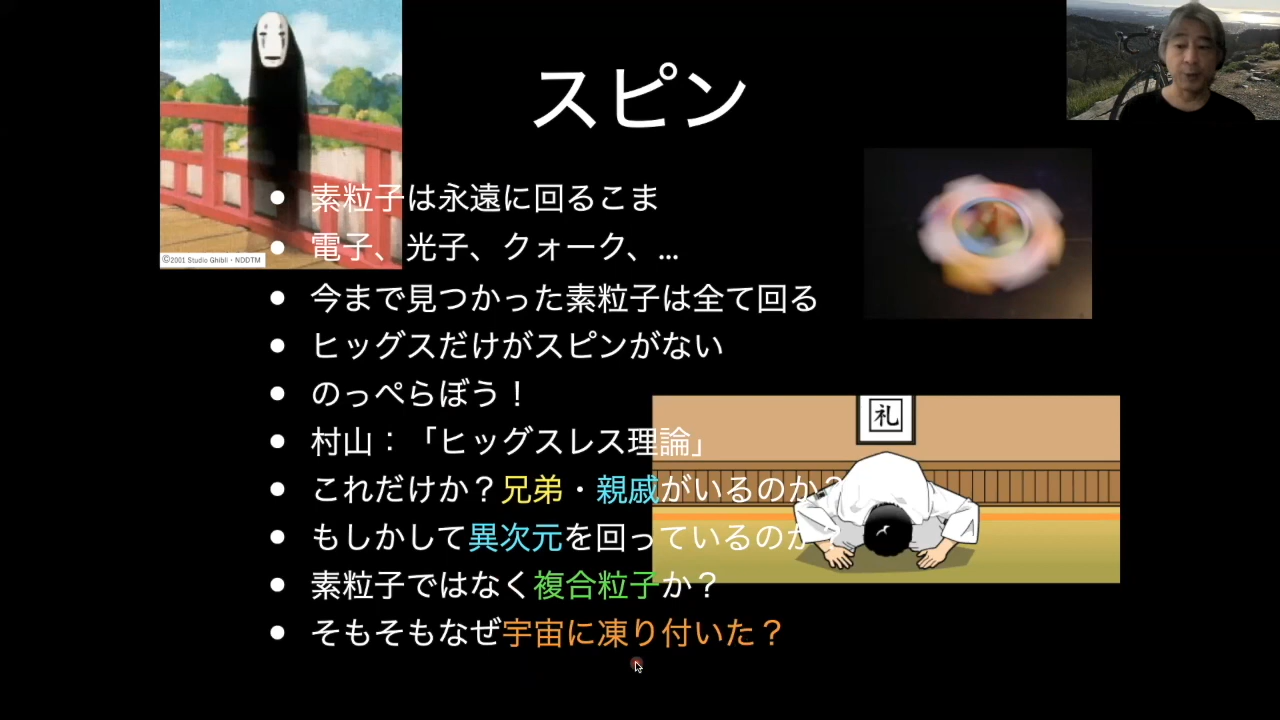 スピン
©2001 Studio Ghibli・NDDTM
素粒子は永遠に回るこま
電子、光子、クォーク、...
今まで見つかった素粒子は全て回る
ヒッグスだけがスピンがない
のっぺらぼう！
礼
村山：「ヒッグスレス理論」
これだけか？兄弟・親戚がいるのか？
もしかして異次元を回っているのか？
素粒子ではなく複合粒子か？
そもそもなぜ宇宙に凍り付いた？